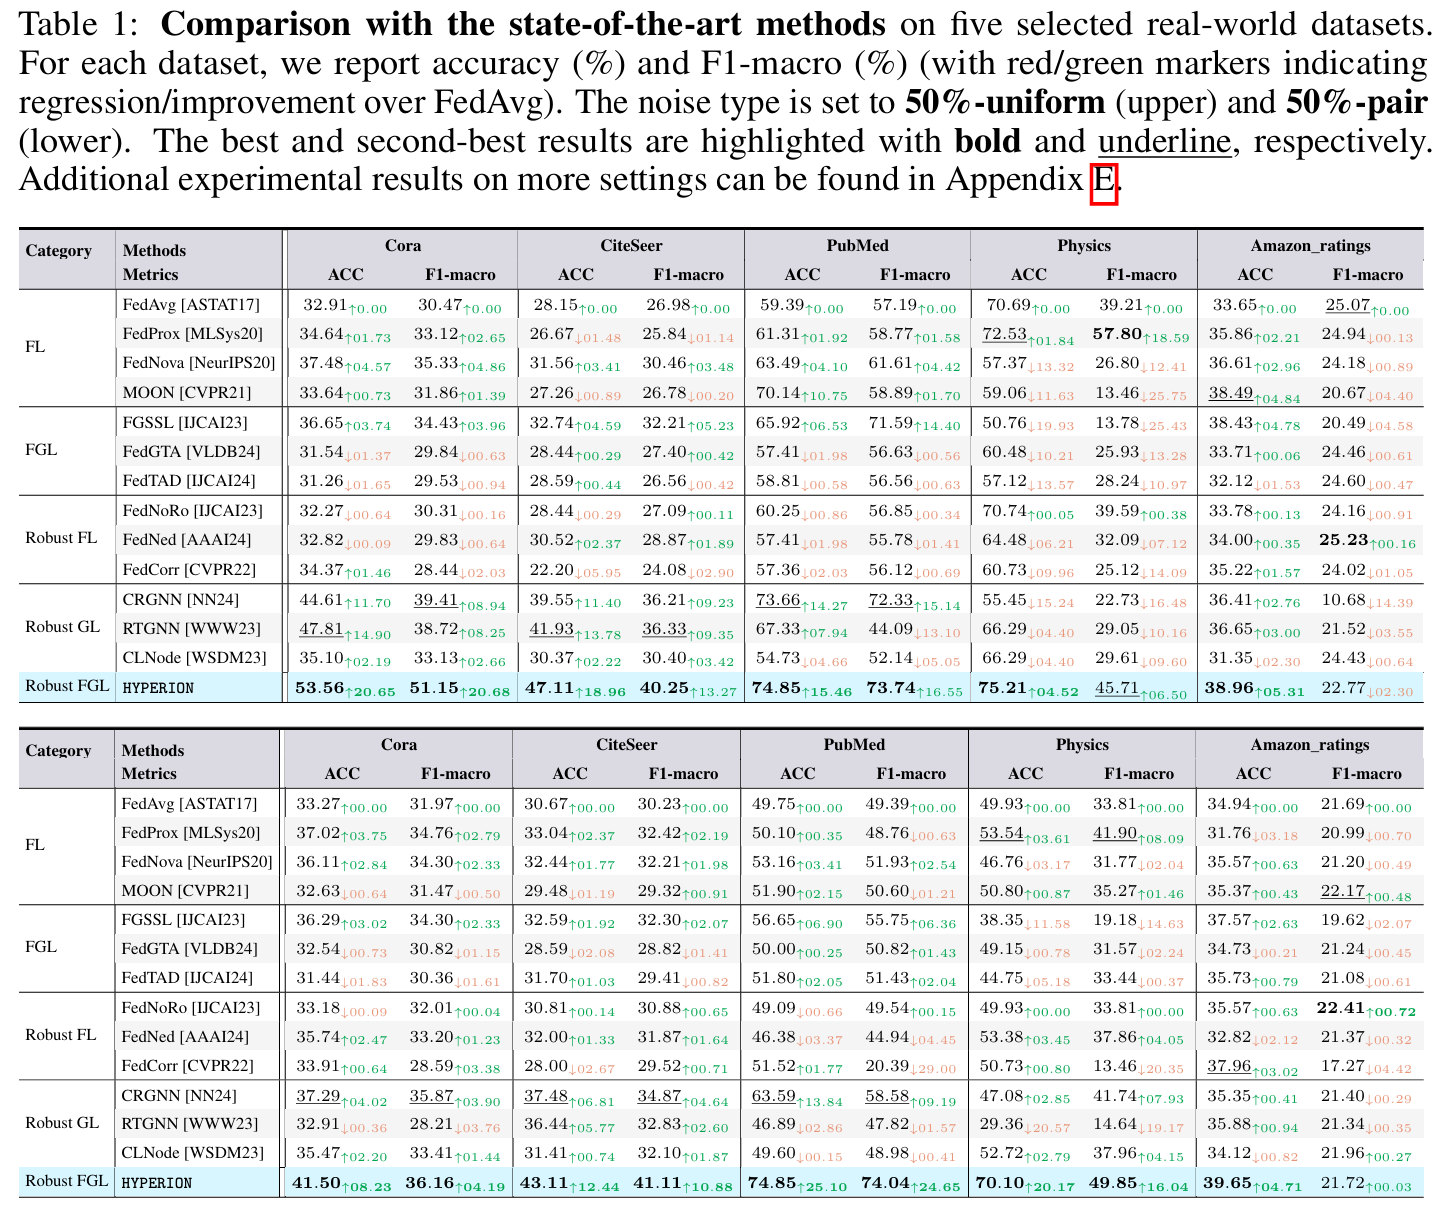 Table 1: Comparison with the state-of-the-art methods on five selected real-world datasets.
For each dataset, we report accuracy (%) and F1-macro (%) (with red/green markers indicating
regression/improvement over FedAvg). The noise type is set to 50%-uniform (upper) and 50%-pair
(lower). The best and second-best results are highlighted with bold and underline, respectively.
Additional experimental results on more settings can be found in Appendix E.
Category Methods Cora CiteSeer PubMed Physics Amazon_ratings
Metrics ACC F1-macro ACC F1-macro ACC F1-macro ACC F1-macro ACC F1-macro
FedAvg [ASTAT17] 32.91↑0.00 30.47↑0.00 28.15↑0.00 26.98↑0.00 59.39↑0.00 57.19↑0.00 70.69↑0.00 39.21↑0.00 33.65↑0.00 25.07↑0.00
FedProx [MLSys20] 34.64↑01.73 33.12↑02.65 26.67↓01.48 25.84↓01.14 61.31↑01.92 58.77↑01.58 72.53↑01.84 57.80↑18.59 35.86↑02.21 24.94↓00.13
FL
FedNova [NeurIPS20] 37.48↑04.57 35.33↑04.86 31.56↑03.41 30.46↑03.48 63.49↑04.10 61.61↑04.42 57.37↓13.32 26.80↓12.41 36.61↑02.96 24.18↓00.89
MOON [CVPR21] 33.64↑00.73 31.86↑01.39 27.26↓00.89 26.78↓00.20 70.14↑10.75 58.89↑01.70 59.06↓11.63 13.46↓25.75 38.49↑04.84 20.67↓04.40
FGSSL [IJCAI23] 36.65↑03.74 34.43↑03.96 32.74↑04.59 32.21↑05.23 65.92↑06.53 71.59↑14.40 50.76↓19.93 13.78↓25.43 38.43↑04.78 20.49↓04.58
FGL FedGTA [VLDB24] 31.54↓01.37 29.84↓00.63 28.44↑00.29 27.40↑00.42 57.41↓01.98 56.63↓00.56 60.48↓10.21 25.93↓13.28 33.71↑00.06 24.46↓00.61
FedTAD [IJCAI24] 31.26↓01.65 29.53↓00.94 28.59↑00.44 26.56↓00.42 58.81↓00.58 56.56↓00.63 57.12↓13.57 28.24↓10.97 32.12↓01.53 24.60↓00.47
FedNoRo [IJCAI23] 32.27↓00.64 30.31↓00.16 28.44↓00.29 27.09↑00.11 60.25↓00.86 56.85↓00.34 70.74↑00.05 39.59↑00.38 33.78↑00.13 24.16↓00.91
Robust FL FedNed [AAAI24] 32.82↓00.09 29.83↓00.64 30.52↑02.37 28.87↑01.89 57.41↓01.98 55.78↓01.41 64.48↓06.21 32.09↓07.12 34.00↑00.35 25.23↑00.16
FedCorr [CVPR22] 34.37↑01.46 28.44↓02.03 22.20↓05.95 24.08↓02.90 57.36↓02.03 56.12↓00.69 60.73↓09.96 25.12↓14.09 35.22↑01.57 24.02↓01.05
CRGNN [NN24] 44.61↑11.70 39.41↑08.94 39.55↑11.40 36.21↑09.23 73.66↑14.27 72.33↑15.14 55.45↓15.24 22.73↓16.48 36.41↑02.76 10.68↓14.39
Robust GL RTGNN [WWW23] 47.81↑14.90 38.72↑08.25 41.93↑13.78 36.33↑09.35 67.33↑07.94 44.09↓13.10 66.29↓04.40 29.05↓10.16 36.65↑03.00 21.52↓03.55
CLNode [WSDM23] 35.10↑02.19 33.13↑02.66 30.37↑02.22 30.40↑03.42 54.73↓04.66 52.14↓05.05 66.29↓04.40 29.61↓09.60 31.35↓02.30 24.43↓00.64
Robust FGL HYPERION 53.56↑20.65 51.15↑20.68 47.11↑18.96 40.25↑13.27 74.85↑15.46 73.74↑16.55 75.21↑04.52 45.71↑06.50 38.96↑05.31 22.77↓02.30
Category Methods Cora CiteSeer PubMed Physics Amazon_ratings
Metrics ACC F1-macro ACC F1-macro ACC F1-macro ACC F1-macro ACC F1-macro
FedAvg [ASTAT17] 33.27↑00.00 31.97↑00.00 30.67↑00.00 30.23↑00.00 49.75↑00.00 49.39↑00.00 49.93↑00.00 33.81↑00.00 34.94↑00.00 21.69↑00.00
FedProx [MLSys20] 37.02↑03.75 34.76↑02.79 33.04↑02.37 32.42↑02.19 50.10↑00.35 48.76↓00.63 53.54↑03.61 41.90↑08.09 31.76↓03.18 20.99↓00.70
FL
FedNova [NeurIPS20] 36.11↑02.84 34.30↑02.33 32.44↑01.77 32.21↑01.98 53.16↑03.41 51.93↑02.54 46.76↓03.17 31.77↓02.04 35.57↑00.63 21.20↓00.49
MOON [CVPR21] 32.63↓00.64 31.47↓00.50 29.48↓01.19 29.32↑00.91 51.90↑02.15 50.60↓01.21 50.80↑00.87 35.27↑01.46 35.37↑00.43 22.17↑00.48
FGSSL [IJCAI23] 36.29↑03.02 34.30↑02.33 32.59↑01.92 32.30↑02.07 56.65↑06.90 55.75↑06.36 38.35↓11.58 19.18↓14.63 37.57↑02.63 19.62↓02.07
FGL FedGTA [VLDB24] 32.54↓00.73 30.82↓01.15 28.59↓02.08 28.82↓01.41 50.00↑00.25 50.82↑01.43 49.15↓00.78 31.57↓02.24 34.73↓00.21 21.24↓00.45
FedTAD [IJCAI24] 31.44↓01.83 30.36↓01.61 31.70↑01.03 29.41↓00.82 51.80↑02.05 51.43↑02.04 44.75↓05.18 33.44↓00.37 35.73↑00.79 21.08↓00.61
FedNoRo [IJCAI23] 33.18↓00.09 32.01↑00.04 30.81↑00.14 30.88↑00.65 49.09↓00.66 49.54↑00.15 49.93↑00.00 33.81↑00.00 35.57↑00.63 22.41↑00.72
Robust FL FedNed [AAAI24] 35.74↑02.47 33.20↑01.23 32.00↑01.33 31.87↑01.64 46.38↓03.37 44.94↓04.45 53.38↑03.45 37.86↑04.05 32.82↓02.12 21.37↓00.32
FedCorr [CVPR22] 33.91↑00.64 28.59↑03.38 28.00↓02.67 29.52↑00.71 51.52↑01.77 20.39↓29.00 50.73↑00.80 13.46↓20.35 37.96↑03.02 17.27↓04.42
CRGNN [NN24] 37.29↑04.02 35.87↑03.90 37.48↑06.81 34.87↑04.64 63.59↑13.84 58.58↑09.19 47.08↑02.85 41.74↑07.93 35.35↑00.41 21.40↓00.29
Robust GL RTGNN [WWW23] 32.91↓00.36 28.21↓03.76 36.44↑05.77 32.83↑02.60 46.89↓02.86 47.82↓01.57 29.36↓20.57 14.64↓19.17 35.88↑00.94 21.34↓00.35
CLNode [WSDM23] 35.47↑02.20 33.41↑01.44 31.41↑00.74 32.10↑01.87 49.60↓00.15 48.98↓00.41 52.72↑02.79 37.96↑04.15 34.12↓00.82 21.96↑00.27
Robust FGL HYPERION 41.50↑08.23 36.16↑04.19 43.11↑12.44 41.11↑10.88 74.85↑25.10 74.04↑24.65 70.10↑20.17 49.85↑16.04 39.65↑04.71 21.72↑00.03